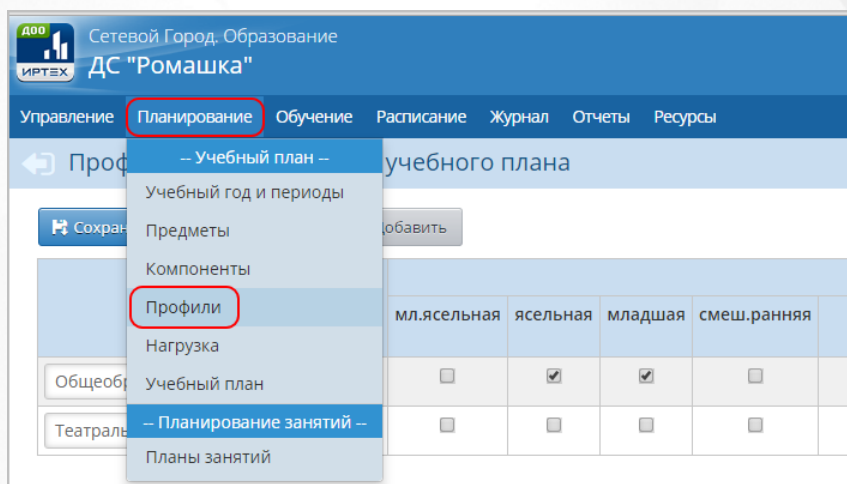 ДОО
ИРТЕХ
Сетевой Город. Образование
ДС "Ромашка"
Управление Планирование Обучение Расписание Журнал Отчеты Ресурсы
учебного плана
-- Учебный план --
Учебный год и периоды
Предметы
Компоненты
Профили
Нагрузка
Учебный план
-- Планирование занятий --
Планы занятий
мл.ясельная ясельная младшая смеш.ранняя